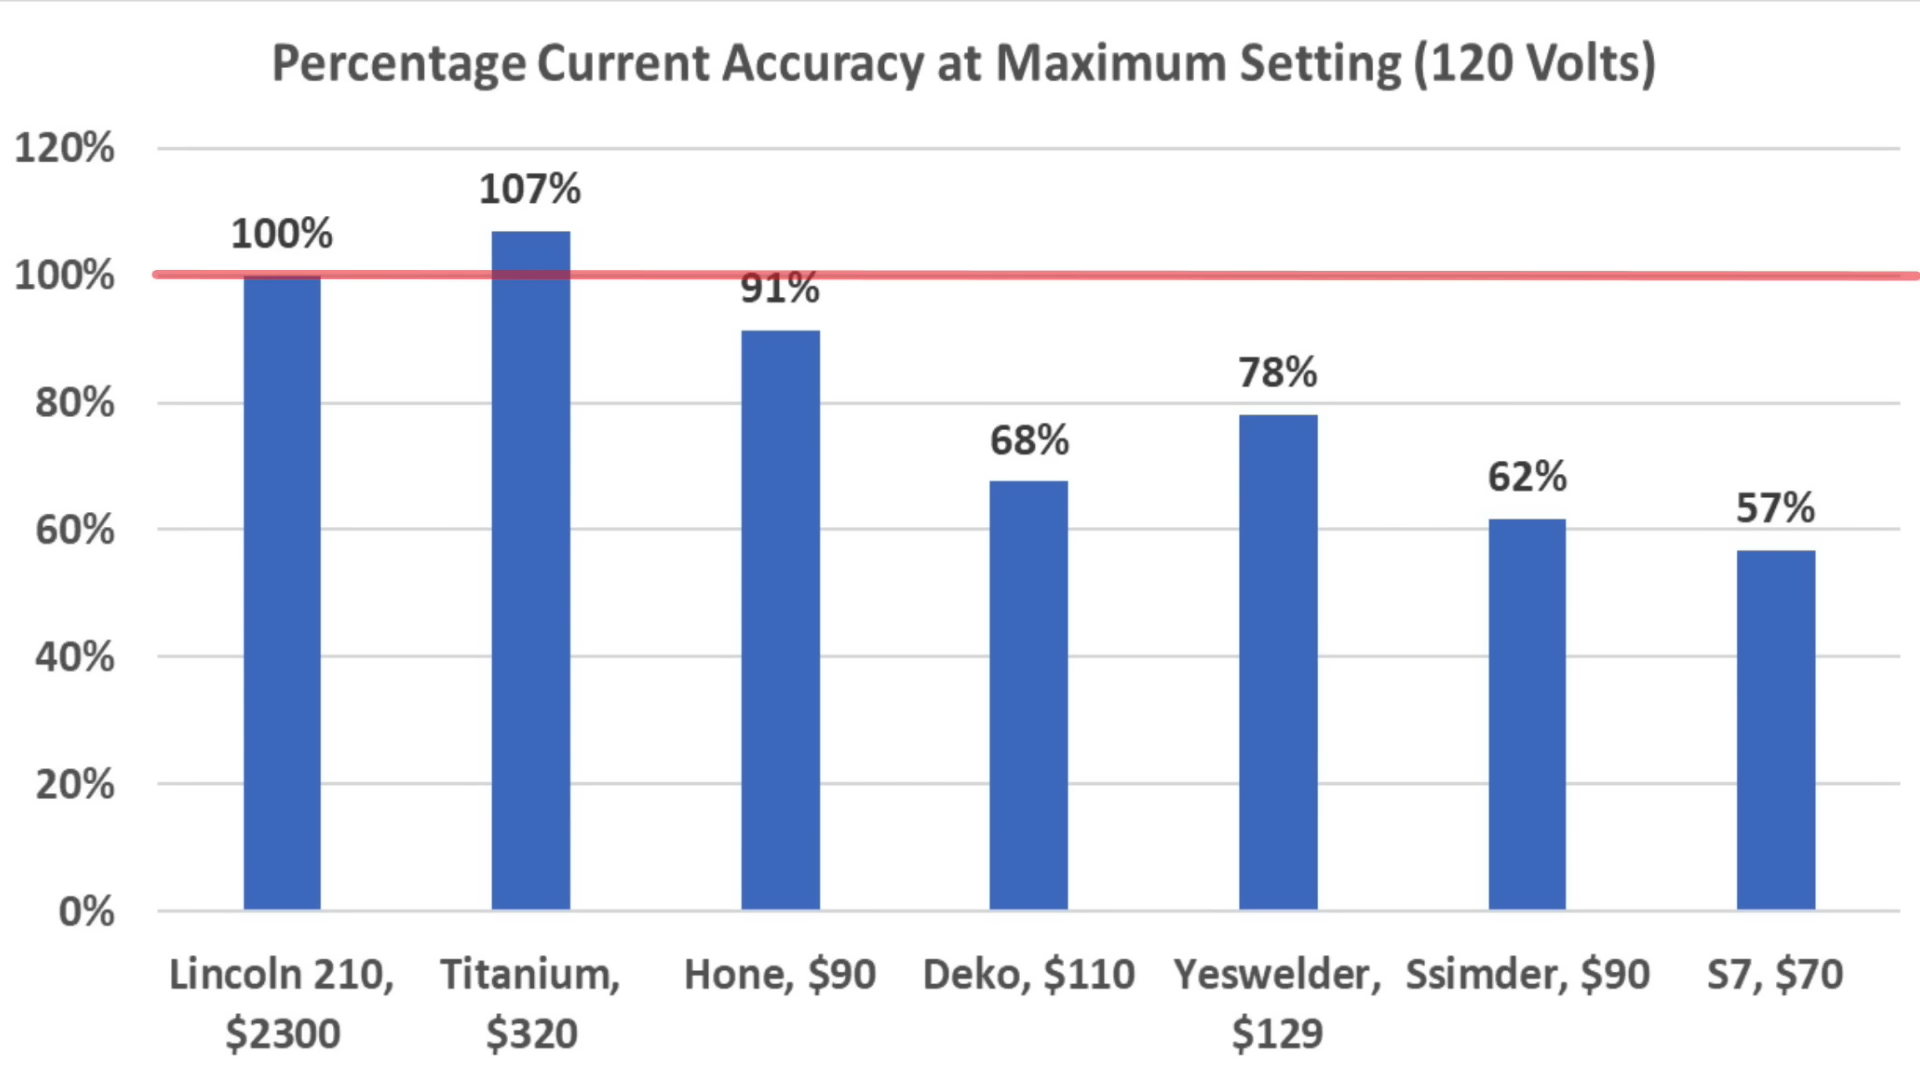 Percentage Current Accuracy at Maximum Setting (120 Volts)
120%
100%
80%
60%
40%
20%
0%
100%
107%
91%
68%
78%
62%
57%
Lincoln 210,
$2300
Titanium,
$320
Hone, $90
Deko, $110
Yeswelder,
$129
Ssimder, $90
S7, $70